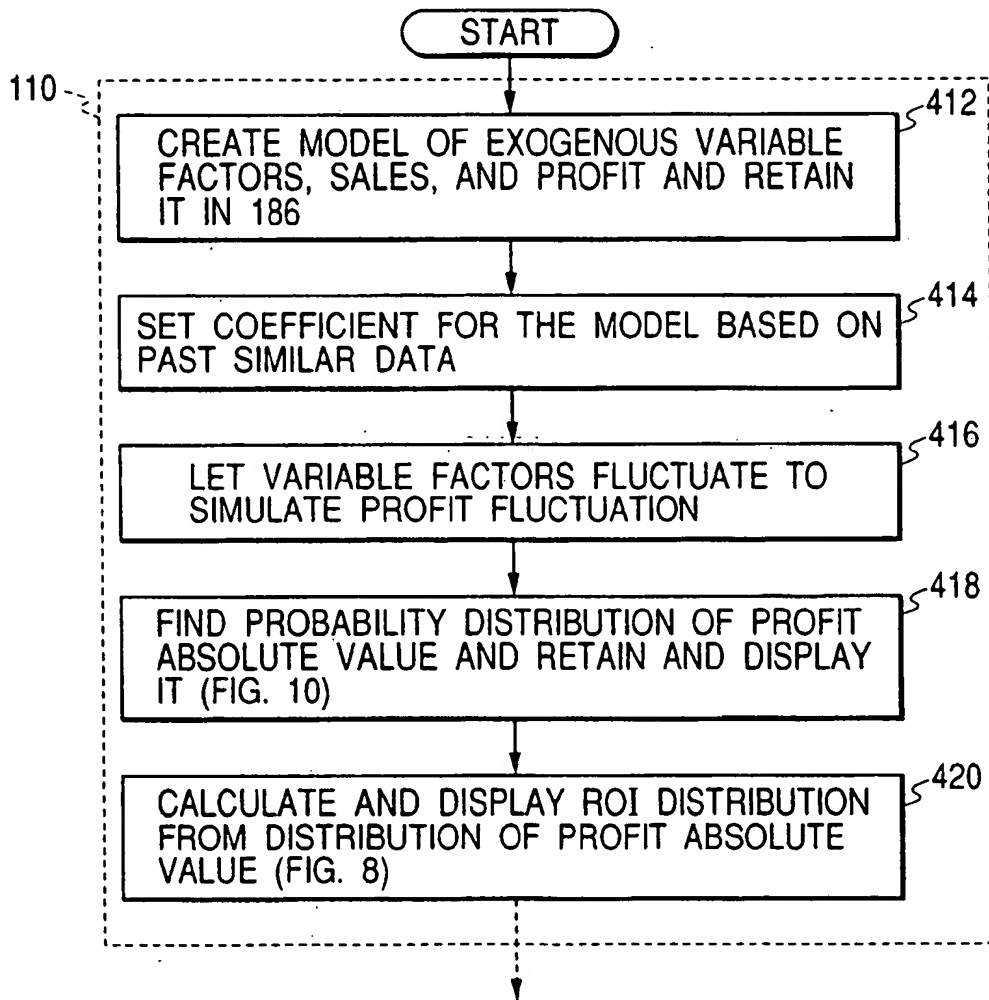 START
110
412
CREATE MODEL OF EXOGENOUS VARIABLE
FACTORS, SALES, AND PROFIT AND RETAIN
IT IN 186
414
SET COEFFICIENT FOR THE MODEL BASED ON
PAST SIMILAR DATA
416
LET VARIABLE FACTORS FLUCTUATE TO
SIMULATE PROFIT FLUCTUATION
418
FIND PROBABILITY DISTRIBUTION OF PROFIT
ABSOLUTE VALUE AND RETAIN AND DISPLAY
IT (FIG. 10)
420
CALCULATE AND DISPLAY ROI DISTRIBUTION
FROM DISTRIBUTION OF PROFIT ABSOLUTE
VALUE (FIG. 8)